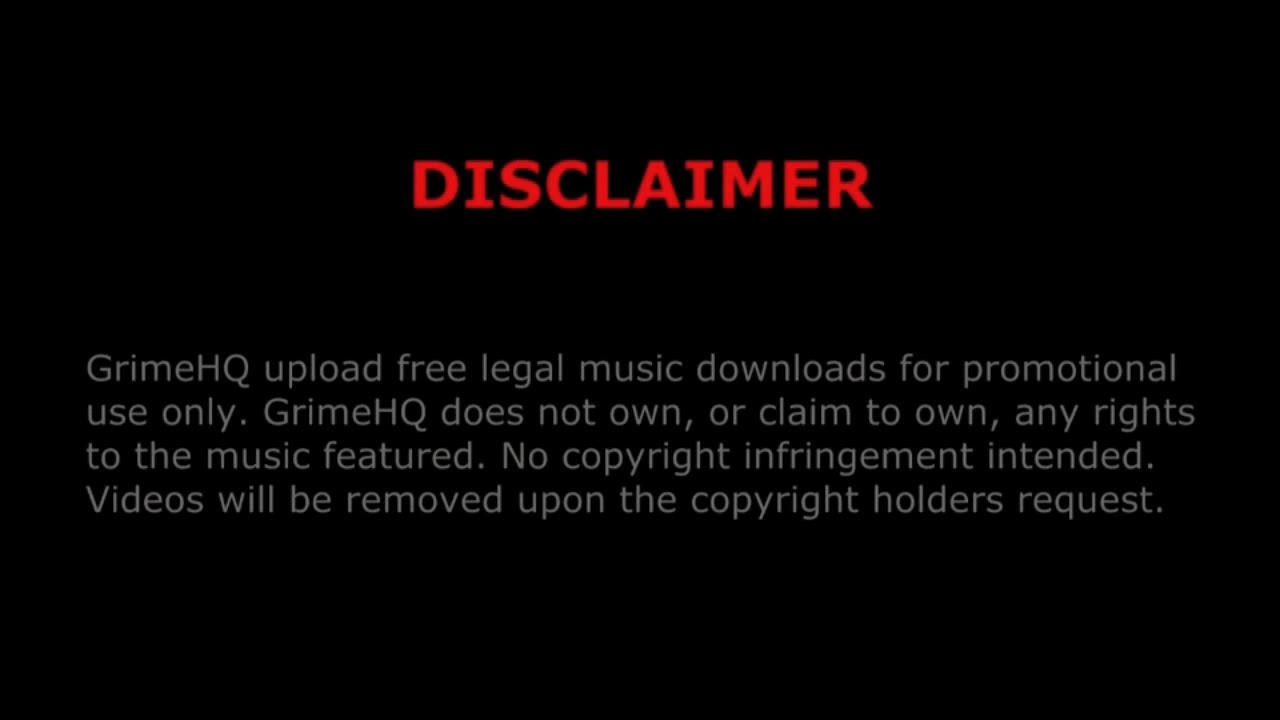 DISCLAIMER
GrimeHQ upload free legal music downloads for promotional
use only. GrimeHQ does not own, or claim to own, any rights
to the music featured. No copyright infringement intended.
Videos will be removed upon the copyright holders request.